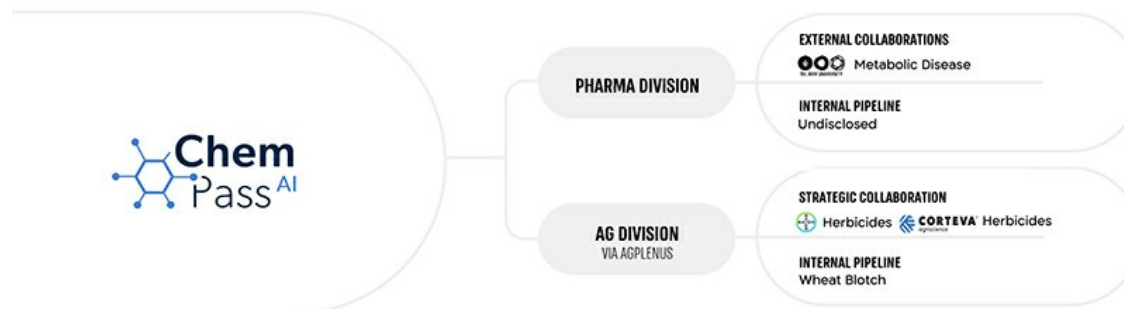 Chem
Pass AI
PHARMA DIVISION
EXTERNAL COLLABORATIONS
Metabolic Disease
INTERNAL PIPELINE
Undisclosed
AG DIVISION
VIA AGPLENUS
STRATEGIC COLLABORATION
Herbicides CORTEVA agriscience Herbicides
INTERNAL PIPELINE
Wheat Blotch